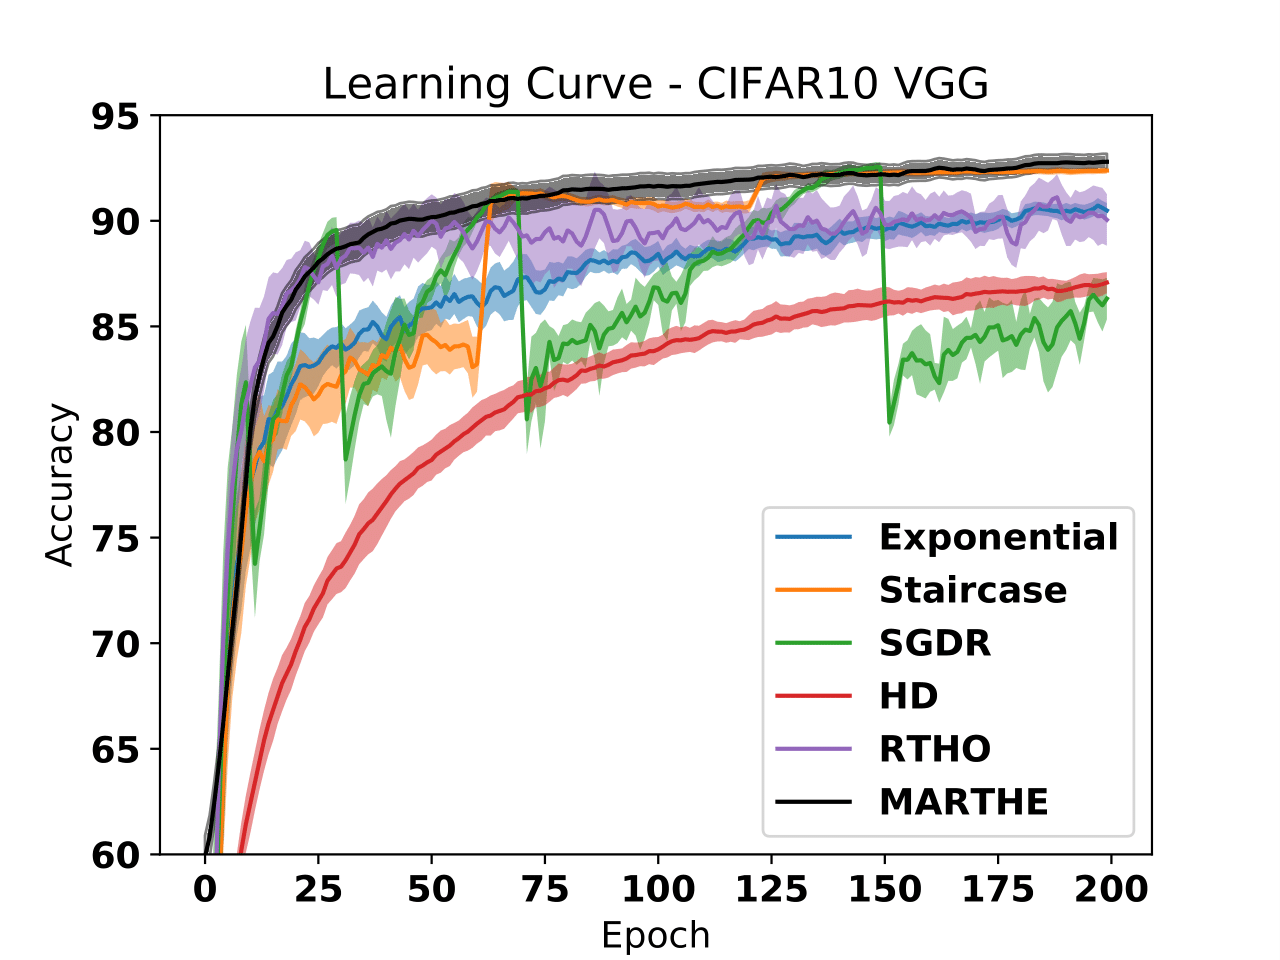 Learning Curve - CIFAR10 VGG
95
90
85
80
75
70
65
60
Accuracy
Exponential
Staircase
SGDR
HD
RTHO
MARTHE
0 25 50 75 100 125 150 175 200
Epoch